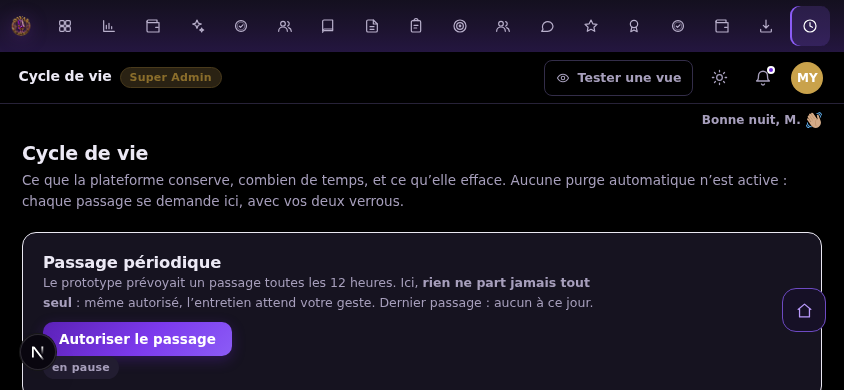 Cycle de vie
Super Admin
Tester une vue
MY
Bonne nuit, M. 👋
Cycle de vie
Ce que la plateforme conserve, combien de temps, et ce qu’elle efface. Aucune purge automatique n’est active :
chaque passage se demande ici, avec vos deux verrous.
Passage périodique
Le prototype prévoyait un passage toutes les 12 heures. Ici, rien ne part jamais tout
seul : même autorisé, l’entretien attend votre geste. Dernier passage : aucun à ce jour.
Autoriser le passage
N
en pause